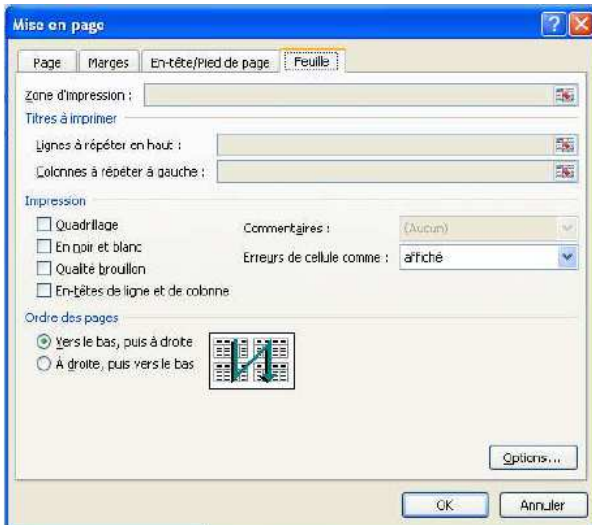 Mise en page
Page Marges En-tête/Pied de page Feuille
Zone d'impression :
Titres à imprimer
Lignes à répéter en haut :
Colonnes à répéter à gauche :
Impression
Quadrillage Commentaires : (Aucun)
En noir et blanc Erreurs de cellule comme : affiché
Qualité brouillon
En-têtes de ligne et de colonne
Ordre des pages
Vers le bas, puis à droite
À droite, puis vers le bas
Options...
OK Annuler